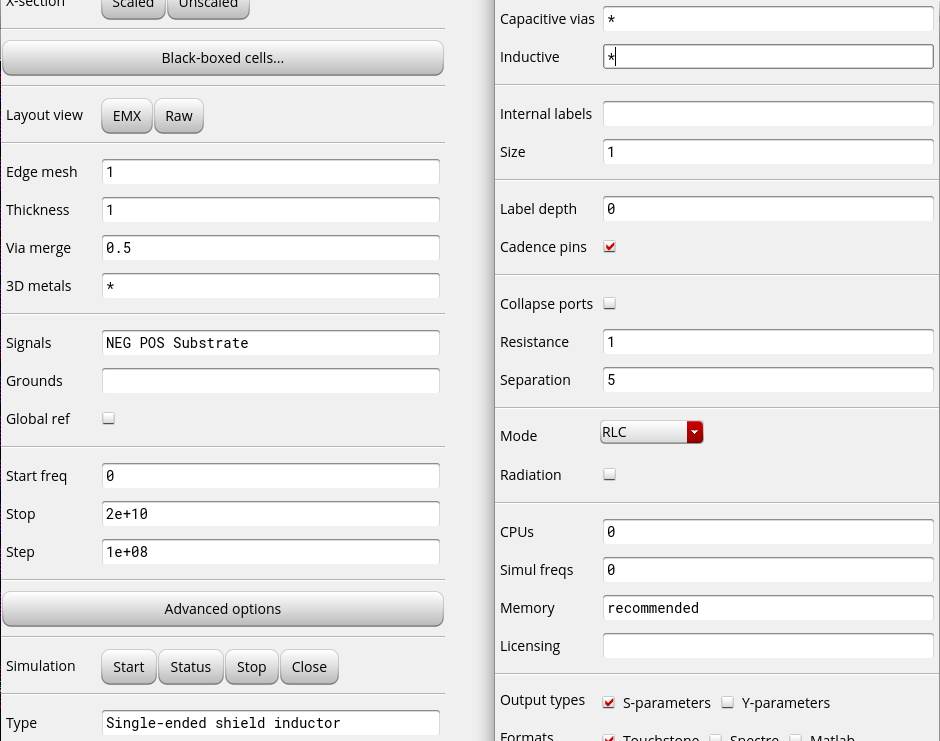 X-section Scaled Unscaled
Black-boxed cells...
Layout view EMX Raw
Edge mesh 1
Thickness 1
Via merge 0.5
3D metals *
Signals NEG POS Substrate
Grounds
Global ref
Start freq 0
Stop 2e+10
Step 1e+08
Advanced options
Simulation Start Status Stop Close
Type Single-ended shield inductor
Capacitive vias *
Inductive *
Internal labels
Size 1
Label depth 0
Cadence pins
Collapse ports
Resistance 1
Separation 5
Mode RLC
Radiation
CPUs 0
Simul freqs 0
Memory recommended
Licensing
Output types S-parameters Y-parameters
Formats Touchstone Spectre Matlab